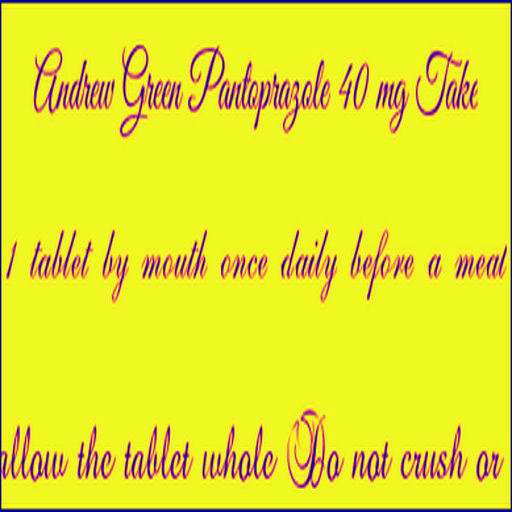 Andrew Green Pantoprazole 40 mg Take
1 tablet by mouth once daily before a meal
the tablet whole Do not crush or